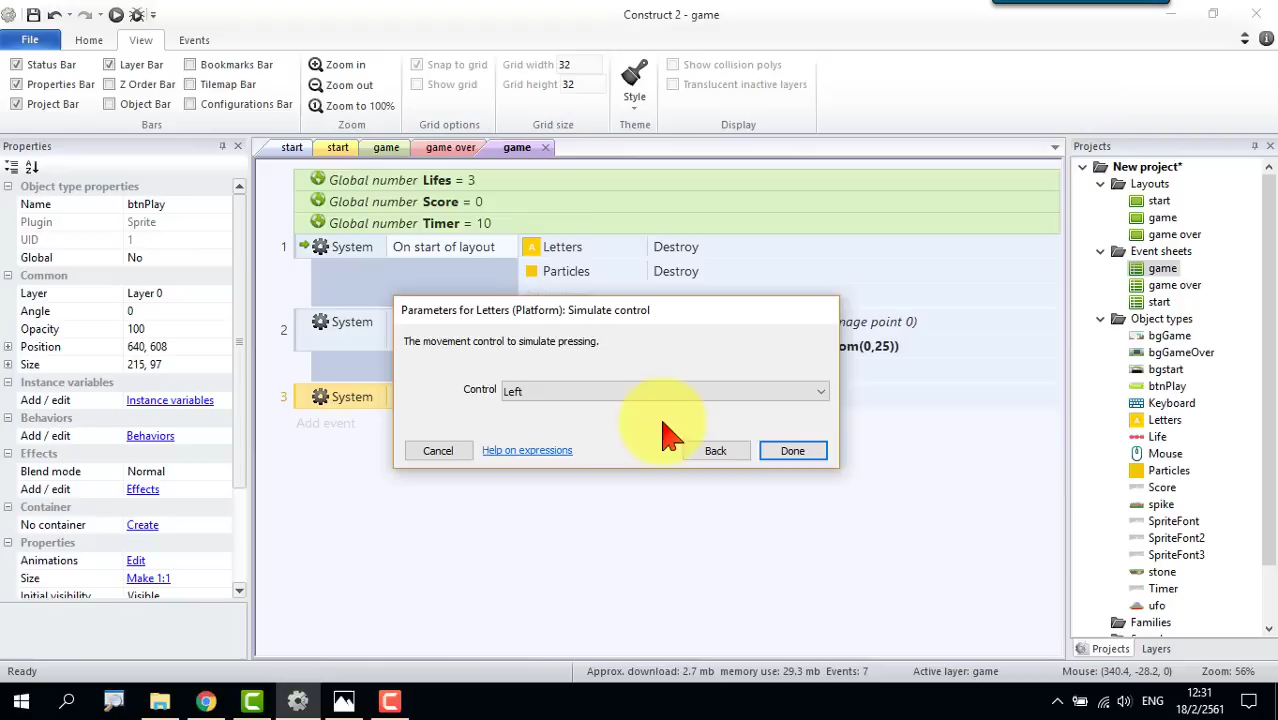 Construct 2 - game
File
Home
View
Events
Status Bar
Layer Bar
Bookmarks Bar
Properties Bar
Z Order Bar
Tilemap Bar
Project Bar
Object Bar
Configurations Bar
Bars
Zoom in
Zoom out
Zoom to 100%
Zoom
Snap to grid
Show grid
Grid options
Grid width 32
Grid height 32
Grid size
Style
Theme
Show collision polys
Translucent inactive layers
Display
Properties
Object type properties
Name btnPlay
Plugin Sprite
UID 1
Global No
Common
Layer Layer 0
Angle 0
Opacity 100
Position 640, 608
Size 215, 97
Instance variables
Add / edit Instance variables
Behaviors
Add / edit Behaviors
Effects
Blend mode Normal
Add / edit Effects
Container
No container Create
Properties
Animations Edit
Size Make 1:1
Initial visibility Visible
start
start
game
game over
game
Global number Lifes = 3
Global number Score = 0
Global number Timer = 10
1 System On start of layout A Letters Destroy
Particles Destroy
2 System
mage point 0)
om(0,25))
3 System
Add event
Parameters for Letters (Platform): Simulate control
The movement control to simulate pressing.
Control Left
Cancel
Help on expressions
Back
Done
Projects
New project*
Layouts
start
game
game over
Event sheets
game
game over
start
Object types
bgGame
bgGameOver
bgstart
btnPlay
Keyboard
A Letters
Life
Mouse
Particles
Score
spike
SpriteFont
SpriteFont2
SpriteFont3
stone
Timer
ufo
Families
Projects
Layers
Ready
Approx. download: 2.7 mb memory use: 29.3 mb Events: 7
Active layer: game
Mouse: (340.4, -28.2, 0)
Zoom: 56%
ENG
12:31
18/2/2561